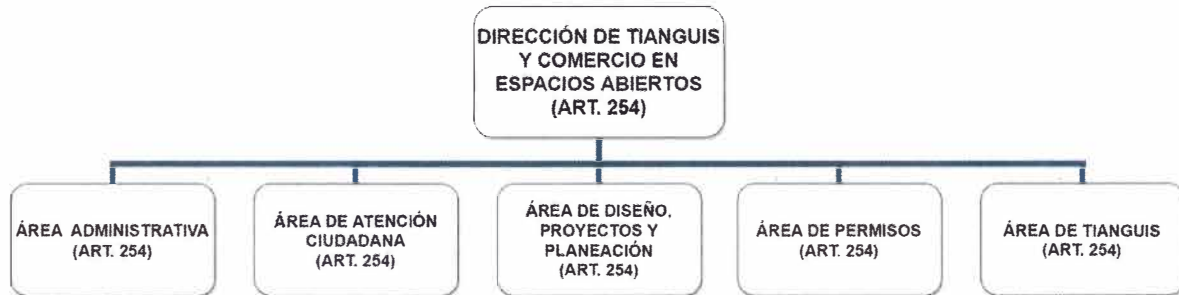 DIRECCIÓN DE TIANGUIS
Y COMERCIO EN
ESPACIOS ABIERTOS
(ART. 254)
ÁREA ADMINISTRATIVA
(ART. 254)
ÁREA DE ATENCIÓN
CIUDADANA
(ART. 254)
ÁREA DE DISEÑO,
PROYECTOS Y
PLANEACIÓN
(ART. 254)
ÁREA DE PERMISOS
(ART. 254)
ÁREA DE TIANGUIS
(ART. 254)